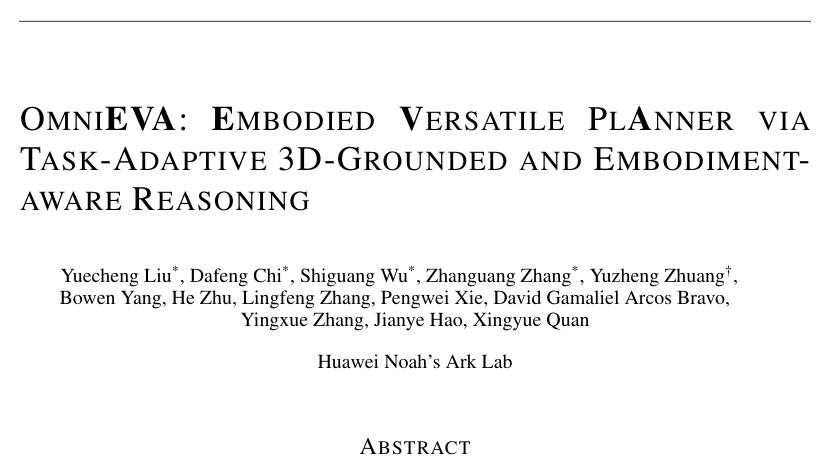 OMNIEVA: EMBODIED VERSATILE PLANNER VIA
TASK-ADAPTIVE 3D-GROUNDED AND EMBODIMENT-
AWARE REASONING
Yuecheng Liu*, Dafeng Chi*, Shiguang Wu*, Zhanguang Zhang*, Yuzheng Zhuang†,
Bowen Yang, He Zhu, Lingfeng Zhang, Pengwei Xie, David Gamaliel Arcos Bravo,
Yingxue Zhang, Jianye Hao, Xingyue Quan
Huawei Noah's Ark Lab
ABSTRACT